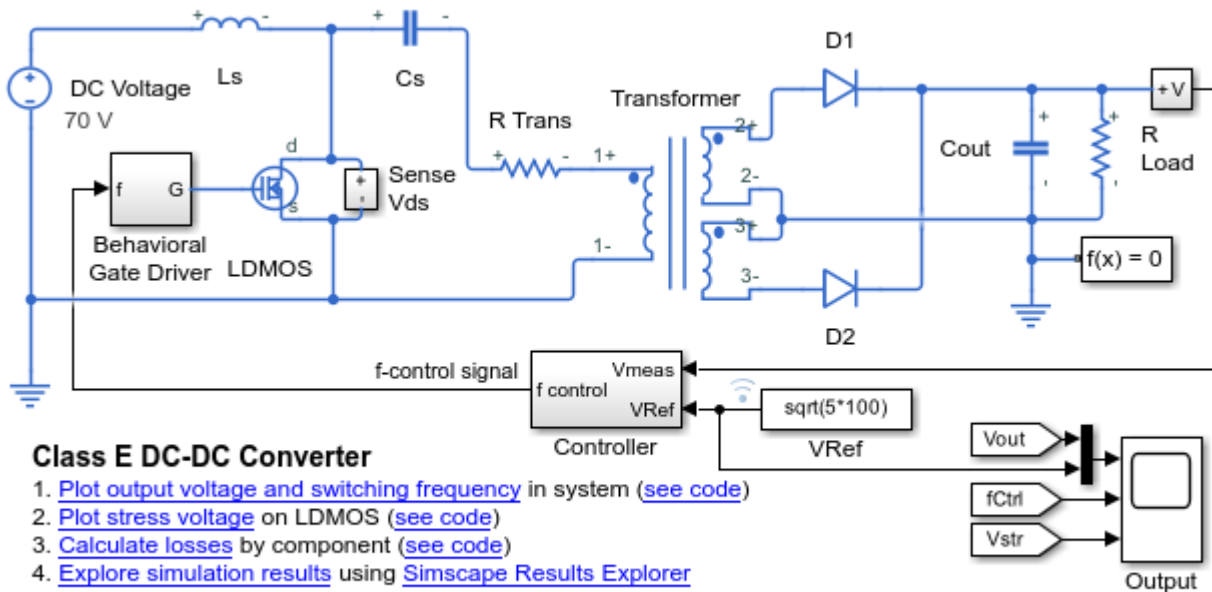 +
-
+
-
D1
Ls
Cs
+
-
DC Voltage
70 V
Transformer
+V
R Trans
2+
+
+
d
Cout
R
Load
+
-
1+
2-
f
G
+
-
Sense
Vds
-
-
s
3+
Behavioral
Gate Driver
LDMOS
1-
3-
f(x) = 0
D2
f-control signal
Vmeas
f control
VRef
sqrt(5*100)
Controller
VRef
Vout
fCtrl
Vstr
Output
Class E DC-DC Converter
1. Plot output voltage and switching frequency in system (see code)
2. Plot stress voltage on LDMOS (see code)
3. Calculate losses by component (see code)
4. Explore simulation results using Simscape Results Explorer